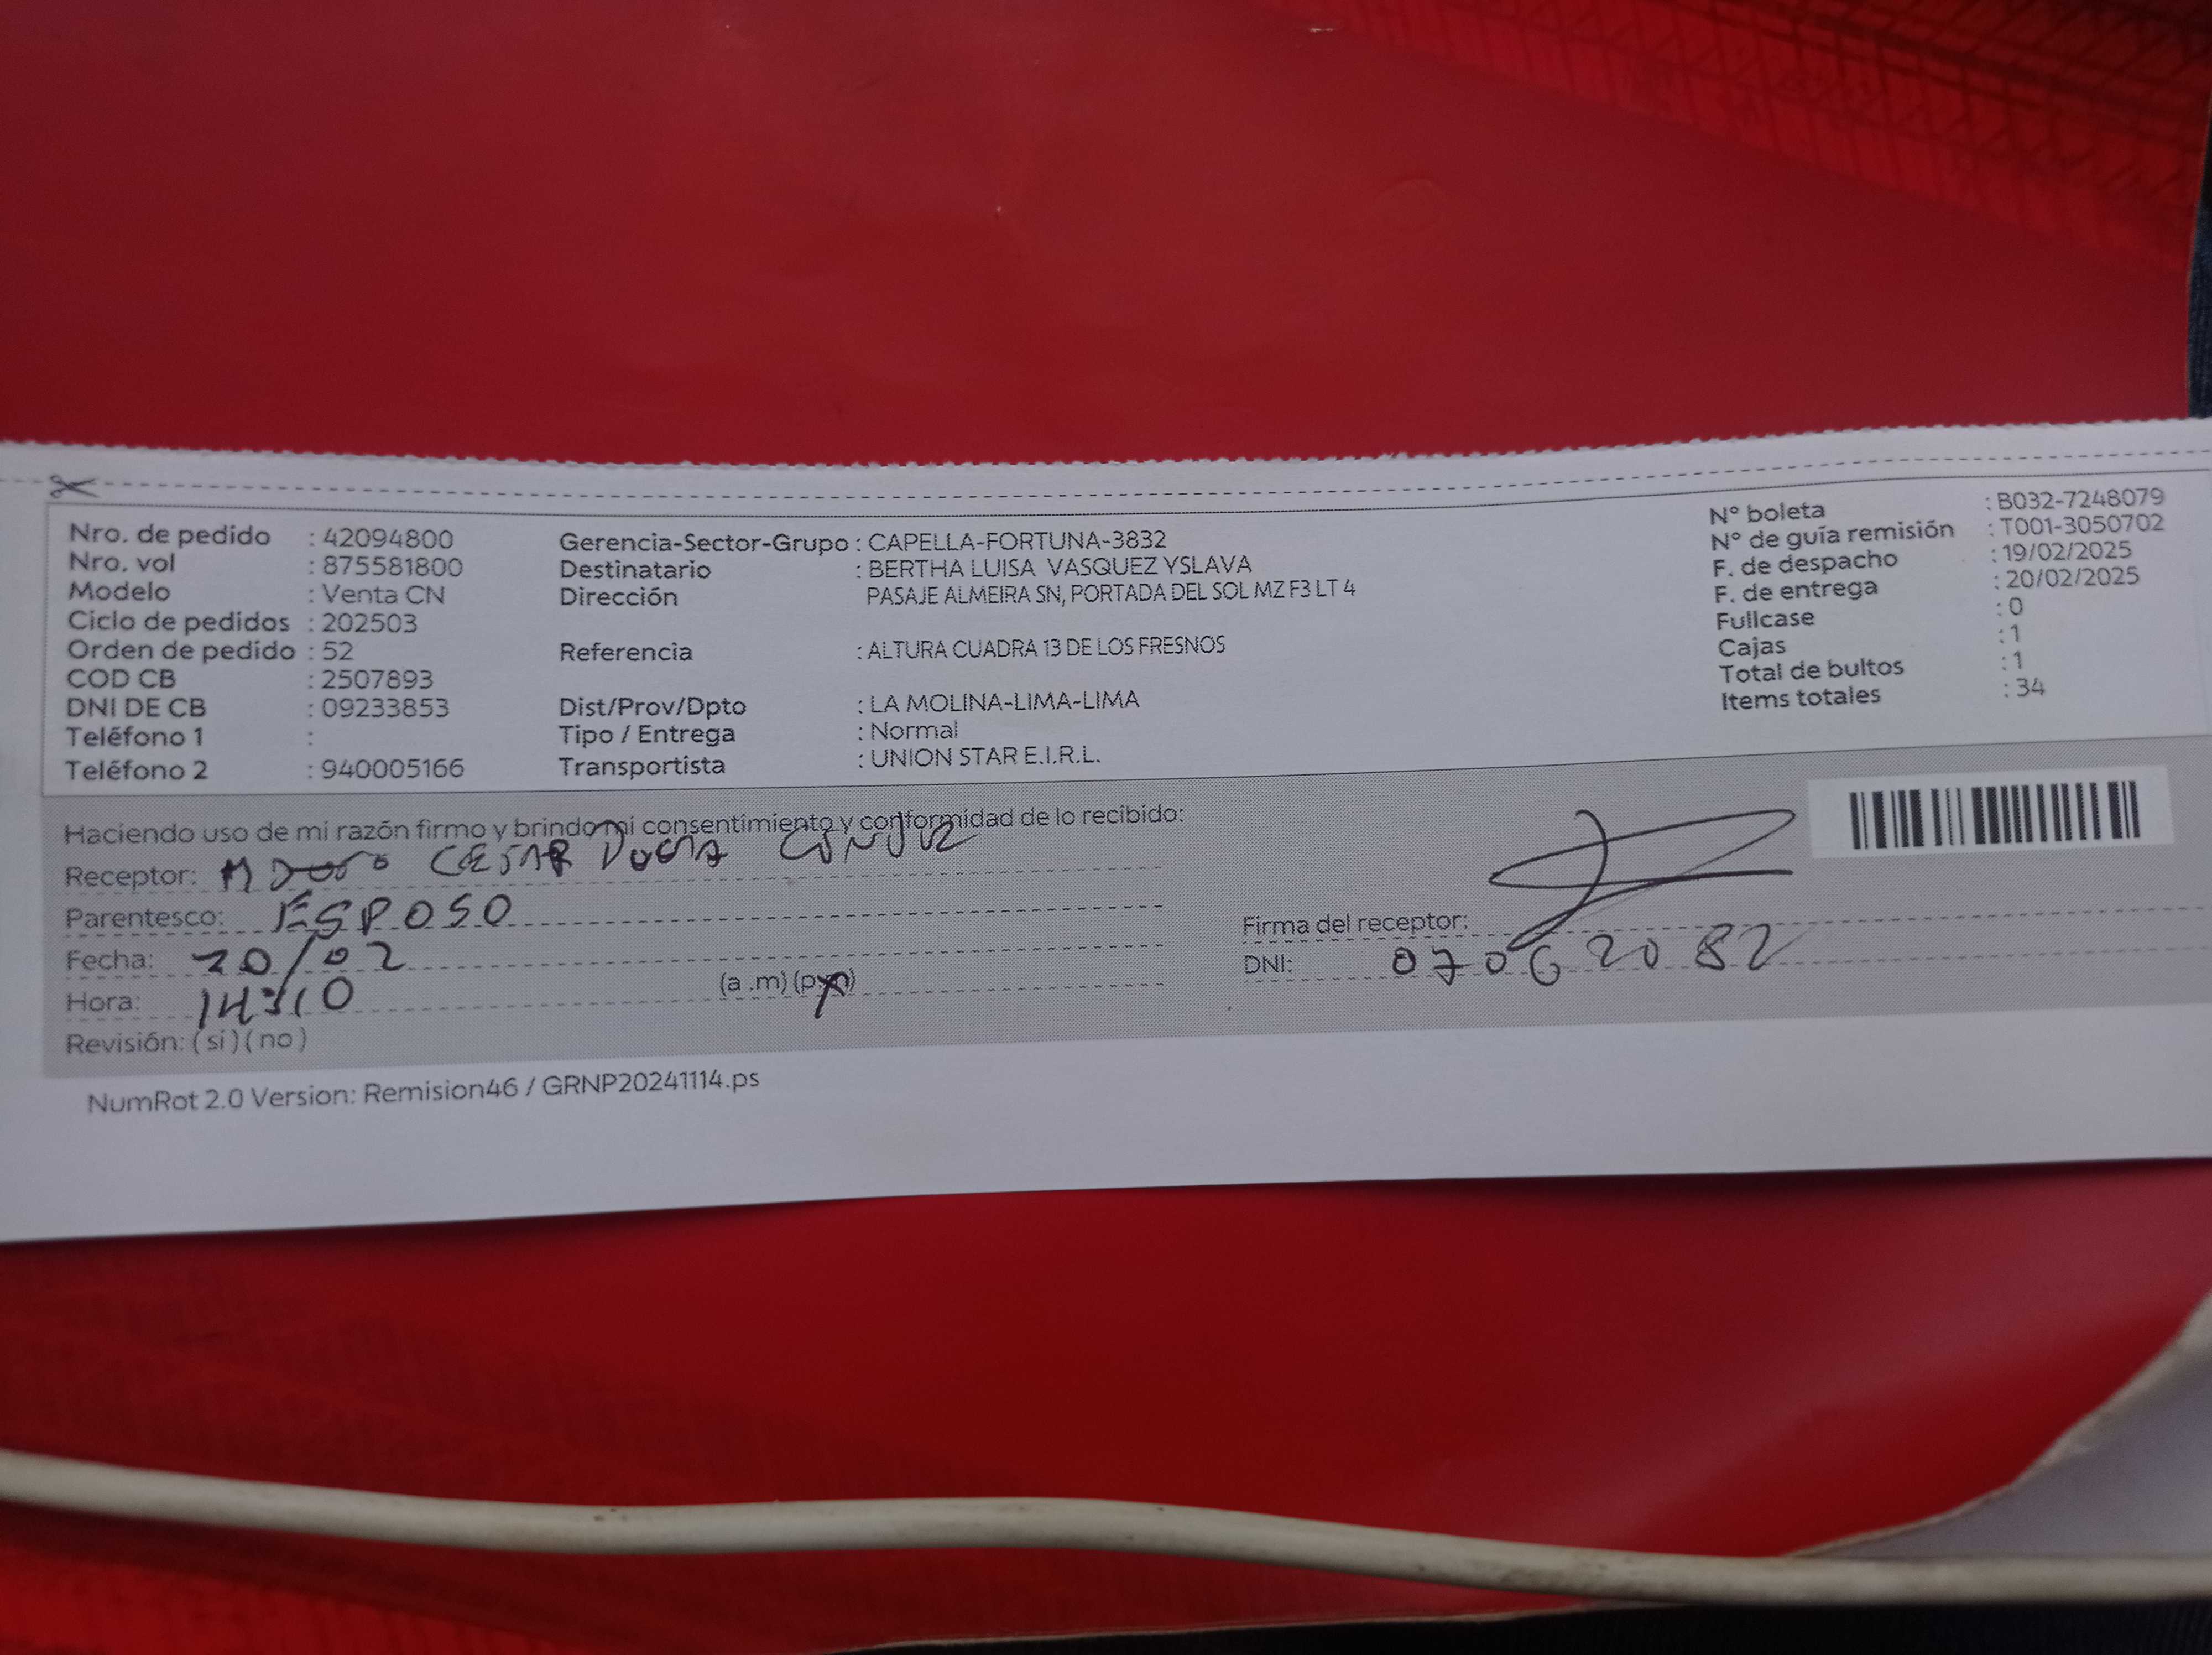 Nro. de pedido : 42094800
Nro. vol : 875581800
Modelo : Venta CN
Ciclo de pedidos : 202503
Orden de pedido : 52
COD CB : 2507893
DNI DE CB : 09233853
Teléfono 1 :
Teléfono 2 : 940005166
Gerencia-Sector-Grupo : CAPELLA-FORTUNA-3832
Destinatario : BERTHA LUISA VASQUEZ YSLAVA
Dirección PASAJE ALMEIRA SN, PORTADA DEL SOL MZ F3 LT 4
Referencia : ALTURA CUADRA 13 DE LOS FRESNOS
Dist/Prov/Dpto : LA MOLINA-LIMA-LIMA
Tipo / Entrega : Normal
Transportista : UNION STAR E.I.R.L.
N° boleta : B032-7248079
N° de guía remisión : T001-3050702
F. de despacho : 19/02/2025
F. de entrega : 20/02/2025
Fullcase : 0
Cajas : 1
Total de bultos : 1
Items totales : 34
Haciendo uso de mi razón firmo y brindo mi consentimiento y conformidad de lo recibido:
Receptor: CESAR
Parentesco: ESPOSO
Fecha: 20/02
Hora: 14:10 (a .m) (pm)
Revisión: (si) (no)
Firma del receptor:
DNI: 07062082
NumRot 2.0 Version: Remision46 / GRNP20241114.ps